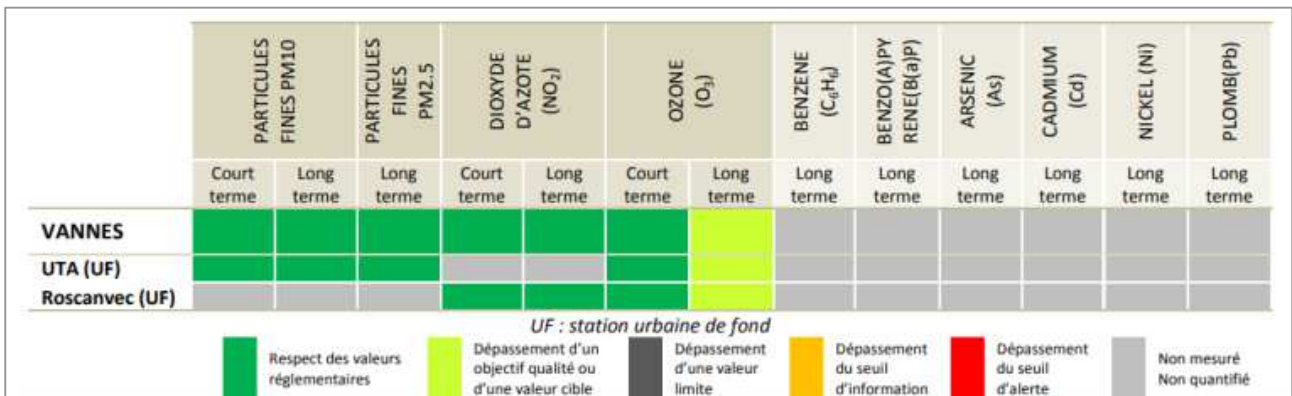 PARTICULES
FINES PM10
PARTICULES
FINES
PM2.5
DIOXYDE
D'AZOTE
(NO₂)
OZONE
(O₃)
BENZENE
(C₆H₆)
BENZO(A)PY
RENE(B(a)P)
ARSENIC
(As)
CADMIUM
(Cd)
NICKEL (Ni)
PLOMB(Pb)
Court terme
Long terme
Long terme
Court terme
Long terme
Court terme
Long terme
Long terme
Long terme
Long terme
Long terme
Long terme
Long terme
VANNES
UTA (UF)
Roscanvec (UF)
UF : station urbaine de fond
Respect des valeurs
réglementaires
Dépassement d'un
objectif qualité ou
d'une valeur cible
Dépassement
d'une valeur
limite
Dépassement
du seuil
d'information
Dépassement
du seuil
d'alerte
Non mesuré
Non quantifié